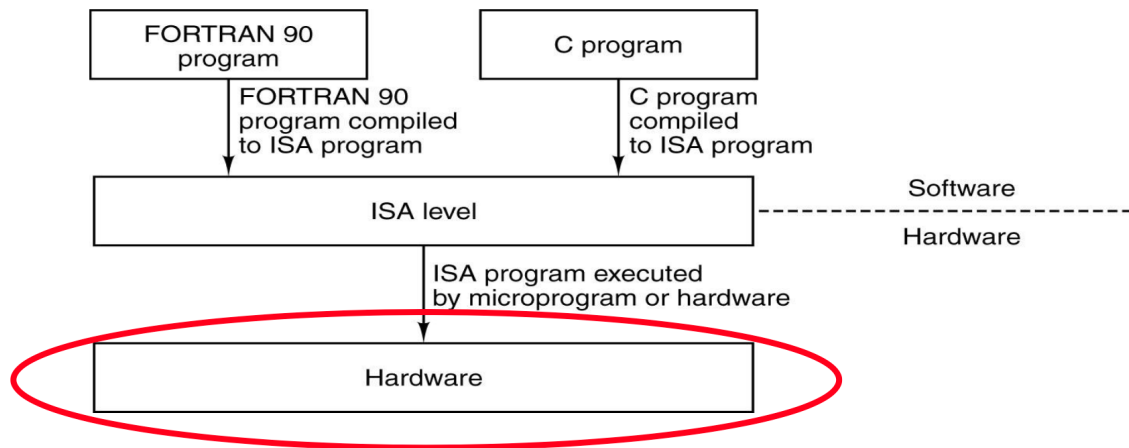 FORTRAN 90
program
C program
FORTRAN 90
program compiled
to ISA program
C program
compiled
to ISA program
ISA level
Software
Hardware
ISA program executed
by microprogram or hardware
Hardware